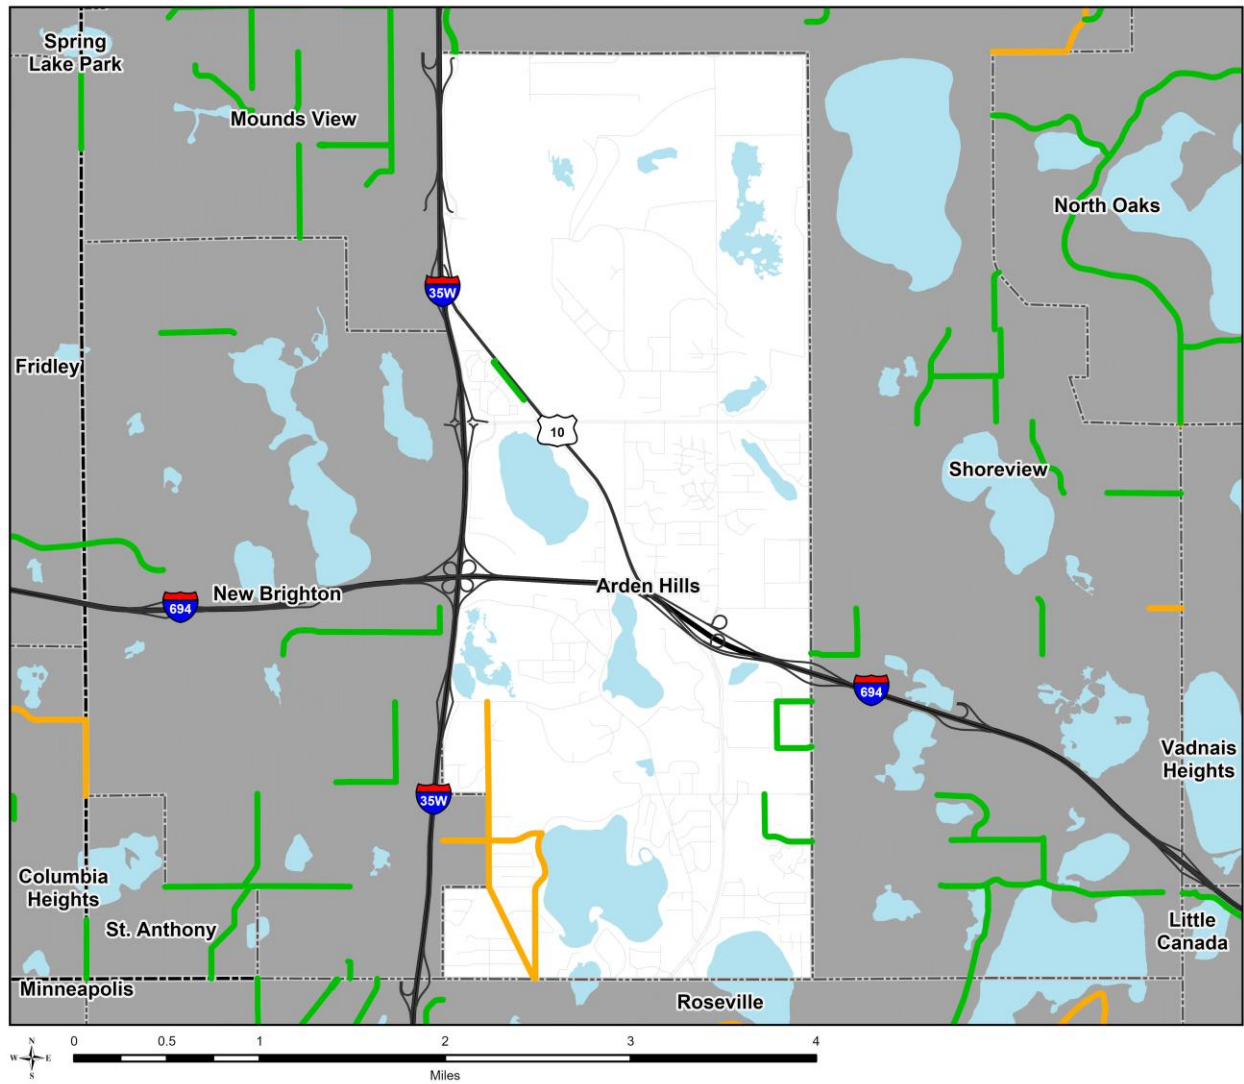 Spring
Lake Park
Mounds View
North Oaks
35W
Fridley
10
Shoreview
New Brighton
694
Arden Hills
694
Vadnais
Heights
35W
Columbia
Heights
St. Anthony
Little
Canada
Minneapolis
Roseville
N
W E
S
0 0.5 1 2 3 4
Miles